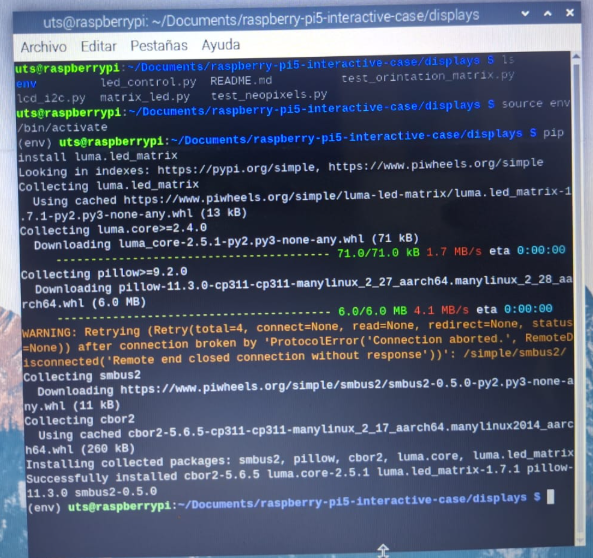 uts@raspberrypi: ~/Documents/raspberry-pi5-interactive-case/displays
Archivo Editar Pestañas Ayuda
uts@raspberrypi:~/Documents/raspberry-pi5-interactive-case/displays $ ls
env led_control.py README.md test_orintation_matrix.py
lcd_i2c.py matrix_led.py test_neopixels.py
uts@raspberrypi:~/Documents/raspberry-pi5-interactive-case/displays $ source env
/bin/activate
(env) uts@raspberrypi:~/Documents/raspberry-pi5-interactive-case/displays $ pip
install luma.led_matrix
Looking in indexes: https://pypi.org/simple, https://www.piwheels.org/simple
Collecting luma.led_matrix
Using cached https://www.piwheels.org/simple/luma-led-matrix/luma.led_matrix-1
.7.1-py2.py3-none-any.whl (13 kB)
Collecting luma.core>=2.4.0
Downloading luma_core-2.5.1-py2.py3-none-any.whl (71 kB)
---------------------------------------- 71.0/71.0 kB 1.7 MB/s eta 0:00:00
Collecting pillow>=9.2.0
Downloading pillow-11.3.0-cp311-cp311-manylinux_2_27_aarch64.manylinux_2_28_aa
rch64.whl (6.0 MB)
---------------------------------------- 6.0/6.0 MB 4.1 MB/s eta 0:00:00
WARNING: Retrying (Retry(total=4, connect=None, read=None, redirect=None, status
=None)) after connection broken by 'ProtocolError('Connection aborted.', RemoteD
isconnected('Remote end closed connection without response'))': /simple/smbus2/
Collecting smbus2
Downloading https://www.piwheels.org/simple/smbus2/smbus2-0.5.0-py2.py3-none-a
ny.whl (11 kB)
Collecting cbor2
Using cached cbor2-5.6.5-cp311-cp311-manylinux_2_17_aarch64.manylinux2014_aarc
h64.whl (260 kB)
Installing collected packages: smbus2, pillow, cbor2, luma.core, luma.led_matrix
Successfully installed cbor2-5.6.5 luma.core-2.5.1 luma.led_matrix-1.7.1 pillow-
11.3.0 smbus2-0.5.0
(env) uts@raspberrypi:~/Documents/raspberry-pi5-interactive-case/displays $